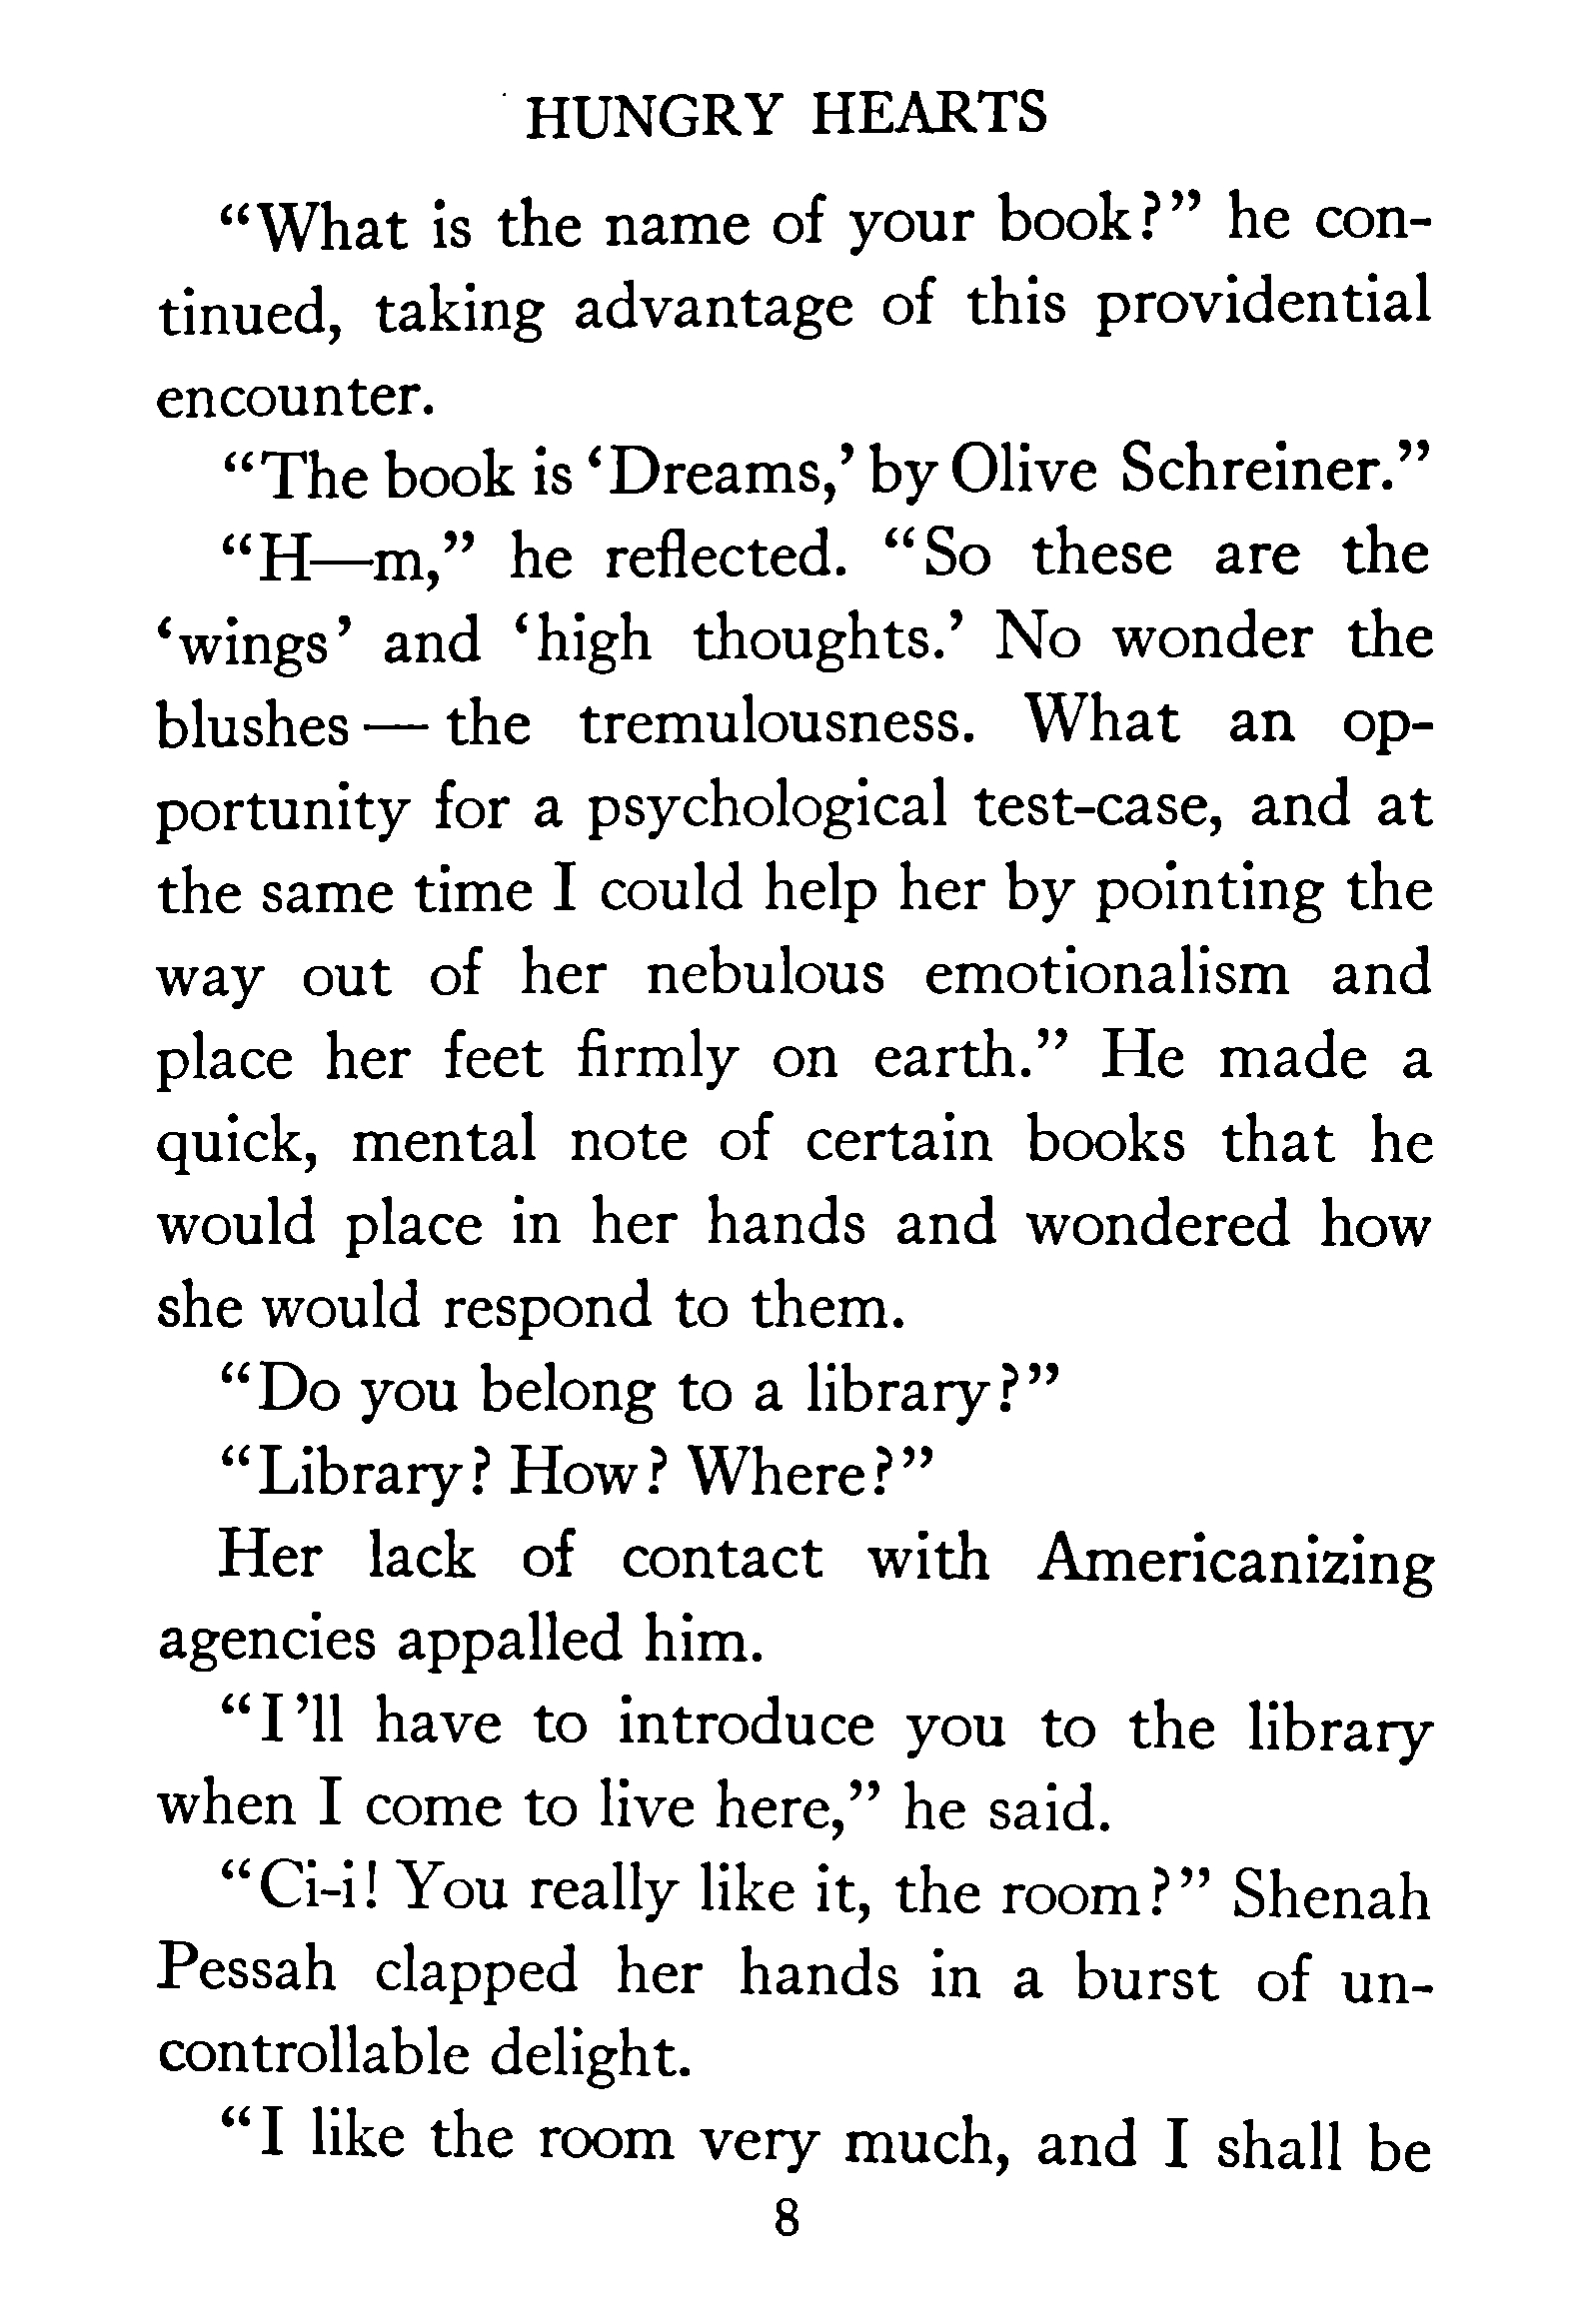 HUNGRY HEARTS
“What is the name of your book?” he con-
tinued, taking advantage of this providential
encounter.
“The book is ‘Dreams,’ by Olive Schreiner.”
“H—m,” he reflected. “So these are the
‘wings’ and ‘high thoughts.’ No wonder the
blushes — the tremulousness. What an op-
portunity for a psychological test-case, and at
the same time I could help her by pointing the
way out of her nebulous emotionalism and
place her feet firmly on earth.” He made a
quick, mental note of certain books that he
would place in her hands and wondered how
she would respond to them.
“Do you belong to a library?”
“Library? How? Where?”
Her lack of contact with Americanizing
agencies appalled him.
“I’ll have to introduce you to the library
when I come to live here,” he said.
“Ci-i! You really like it, the room?” Shenah
Pessah clapped her hands in a burst of un-
controllable delight.
“I like the room very much, and I shall be
8